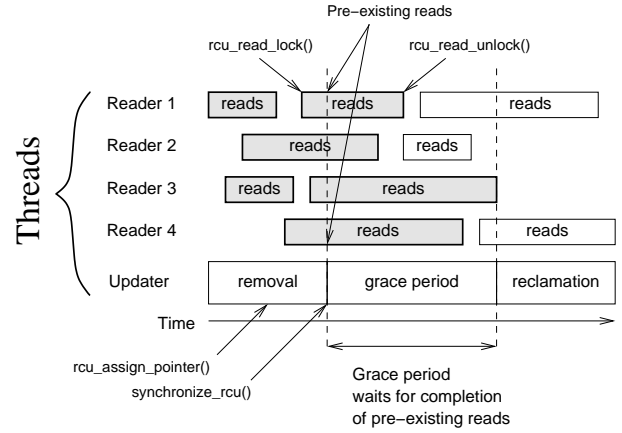 Pre-existing reads
rcu_read_lock()
rcu_read_unlock()
Threads
Reader 1
reads
reads
reads
Reader 2
reads
reads
Reader 3
reads
reads
Reader 4
reads
reads
Updater
removal
grace period
reclamation
Time
rcu_assign_pointer()
synchronize_rcu()
Grace period
waits for completion
of pre-existing reads